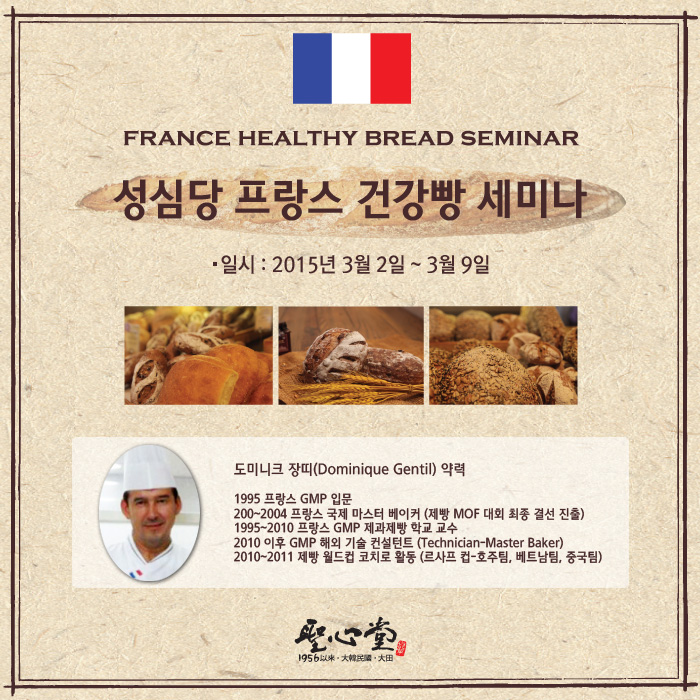 FRANCE HEALTHY BREAD SEMINAR
성심당 프랑스 건강빵 세미나
·일시 : 2015년 3월 2일 ~ 3월 9일
도미니크 장띠(Dominique Gentil) 약력
1995 프랑스 GMP 입문
200~2004 프랑스 국제 마스터 베이커 (제빵 MOF 대회 최종 결선 진출)
1995~2010 프랑스 GMP 제과제빵 학교 교수
2010 이후 GMP 해외 기술 컨설턴트 (Technician-Master Baker)
2010~2011 제빵 월드컵 코치로 활동 (르사프 컵-호주팀, 베트남팀, 중국팀)
聖心堂
1956以来·大韓民國·大田